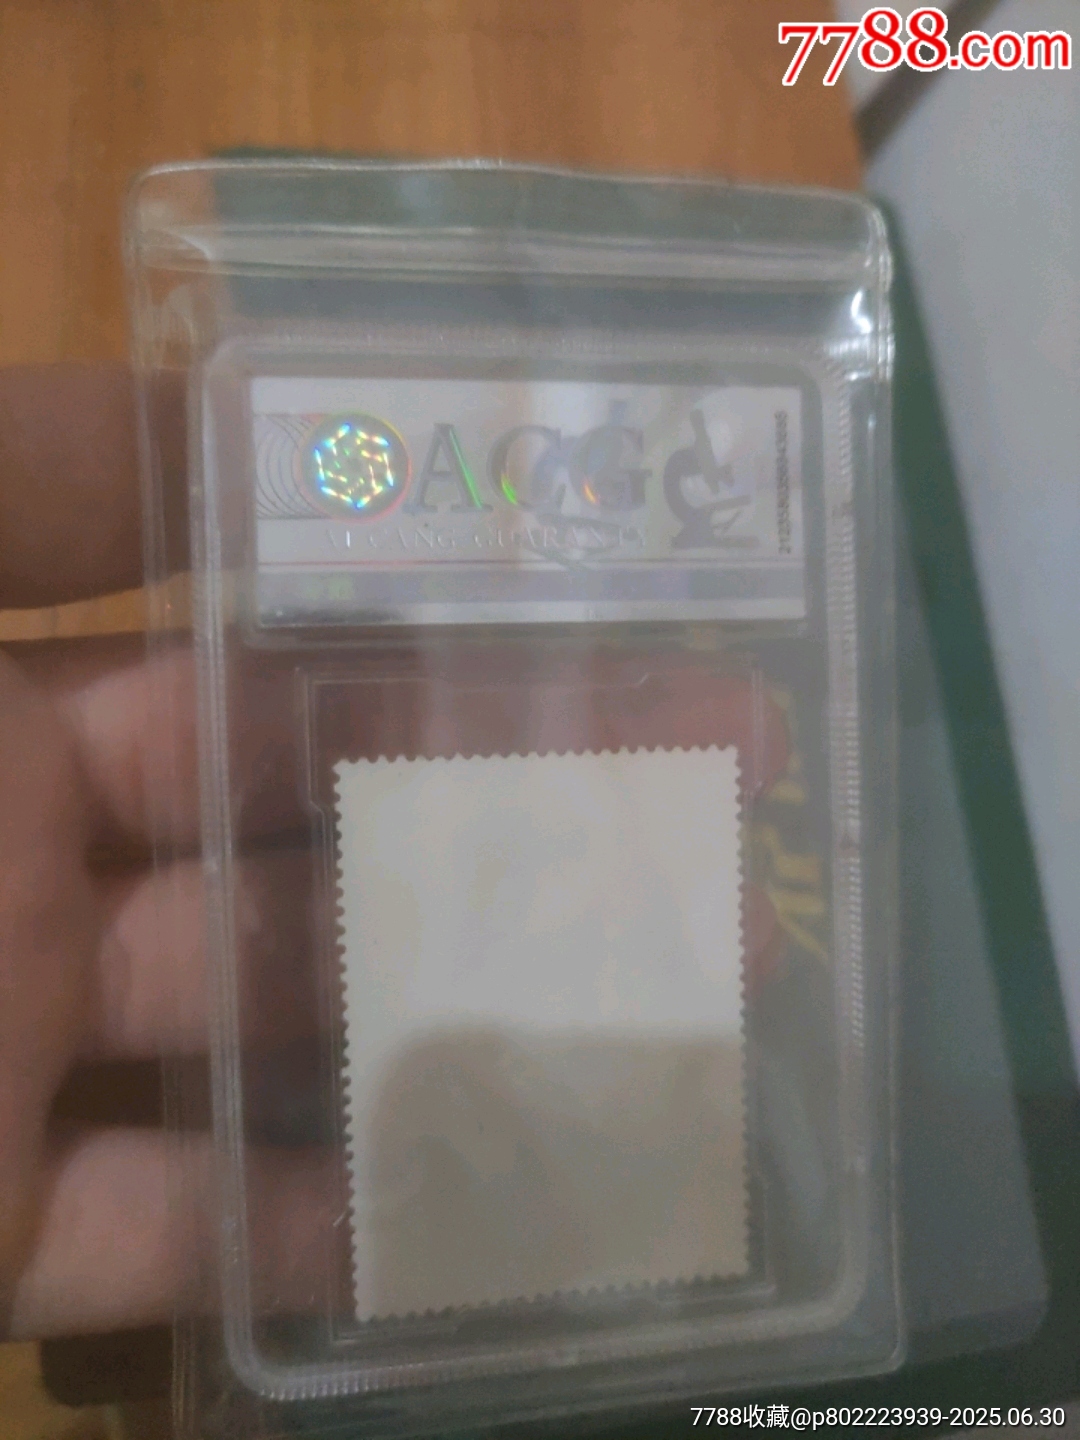 7788.com
ACG
AI CANG GUARANTY
7788收藏@p802223939-2025.06.30